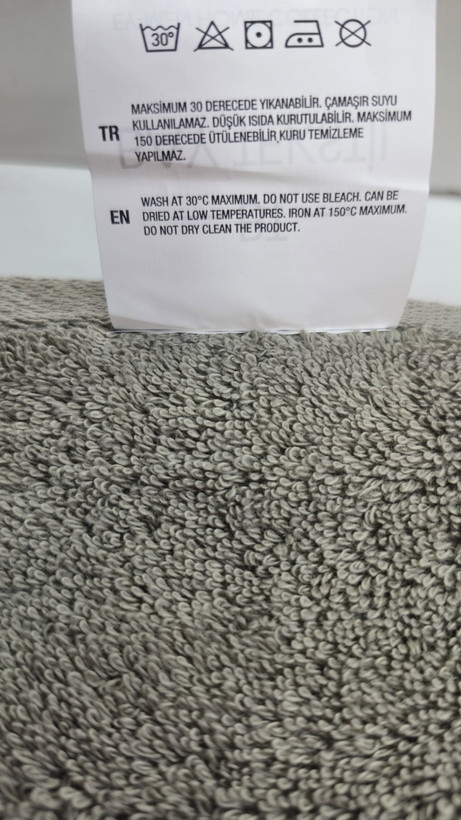 30°
MAKSİMUM 30 DERECEDE YIKANABİLİR. ÇAMAŞIR SUYU
KULLANILAMAZ. DÜŞÜK ISIDA KURUTULABİLİR. MAKSİMUM
TR
150 DERECEDE ÜTÜLENEBİLİR,KURU TEMİZLEME
YAPILMAZ.
WASH AT 30°C MAXIMUM. DO NOT USE BLEACH. CAN BE
EN
DRIED AT LOW TEMPERATURES. IRON AT 150°C MAXIMUM.
DO NOT DRY CLEAN THE PRODUCT.